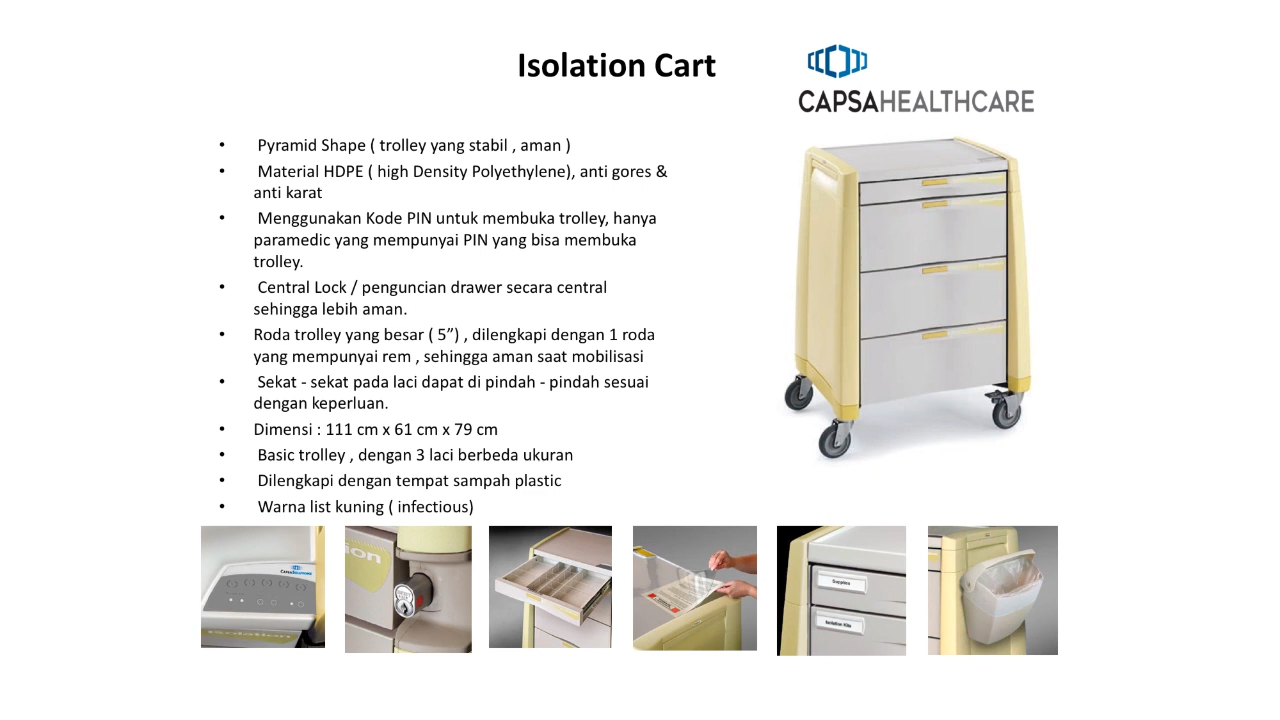 Isolation Cart
CAPSAHEALTHCARE
• Pyramid Shape ( trolley yang stabil , aman )
• Material HDPE ( high Density Polyethylene), anti gores &
anti karat
• Menggunakan Kode PIN untuk membuka trolley, hanya
paramedic yang mempunyai PIN yang bisa membuka
trolley.
• Central Lock / penguncian drawer secara central
sehingga lebih aman.
• Roda trolley yang besar ( 5”) , dilengkapi dengan 1 roda
yang mempunyai rem , sehingga aman saat mobilisasi
• Sekat - sekat pada laci dapat di pindah - pindah sesuai
dengan keperluan.
• Dimensi : 111 cm x 61 cm x 79 cm
• Basic trolley , dengan 3 laci berbeda ukuran
• Dilengkapi dengan tempat sampah plastic
• Warna list kuning ( infectious)
CAPSAHEALTHCARE
Isolation
ion
Supplies
Isolation Kits